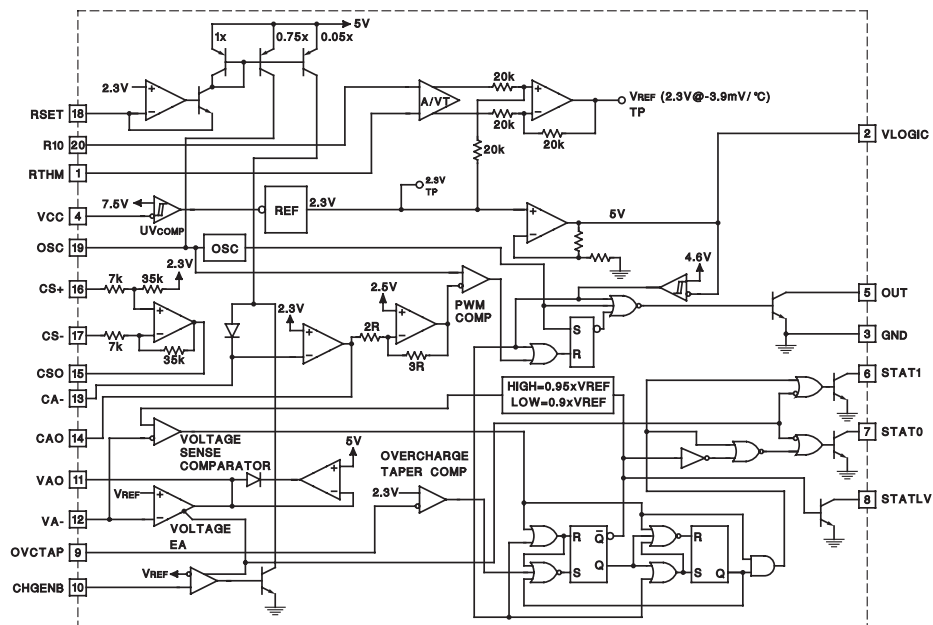 5V
1x 0.75x 0.05x
2.3V
RSET 18
A/VT
20k
20k
20k
20k
VREF (2.3V@-3.9mV/°C)
TP
R10 20
RTHM 1
2 VLOGIC
2.3V
TP
7.5V
VCC 4
UVCOMP
REF
2.3V
5V
OSC 19
OSC
4.6V
CS+ 16
7k 35k
2.3V
PWM
COMP
5 OUT
2.3V
2.5V
CS- 17
7k
35k
2R
3R
S
R
3 GND
CSO 15
CA- 13
6 STAT1
HIGH=0.95xVREF
LOW=0.9xVREF
CAO 14
VOLTAGE
SENSE
COMPARATOR
7 STAT0
5V
OVERCHARGE
TAPER COMP
VAO 11
VREF
2.3V
8 STATLV
VA- 12
VOLTAGE
EA
OVCTAP 9
R Q̅
S Q
R
S Q
VREF
CHGENB 10